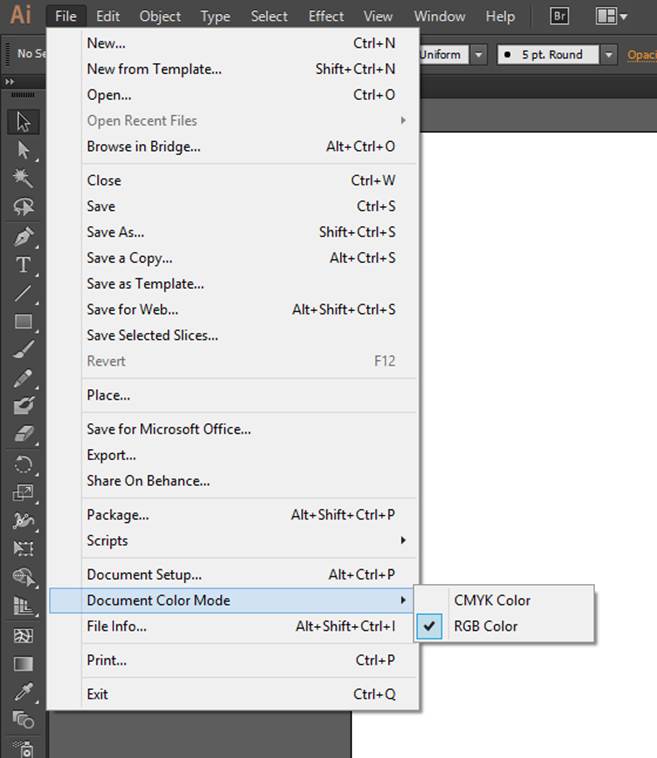 Ai File Edit Object Type Select Effect View Window Help Br
No Se
Uniform 5 pt. Round Opaci
New... Ctrl+N
New from Template... Shift+Ctrl+N
Open... Ctrl+O
Open Recent Files
Browse in Bridge... Alt+Ctrl+O
Close Ctrl+W
Save Ctrl+S
Save As... Shift+Ctrl+S
Save a Copy... Alt+Ctrl+S
Save as Template...
Save for Web... Alt+Shift+Ctrl+S
Save Selected Slices...
Revert F12
Place...
Save for Microsoft Office...
Export...
Share On Behance...
Package... Alt+Shift+Ctrl+P
Scripts
Document Setup... Alt+Ctrl+P
Document Color Mode
CMYK Color
RGB Color
File Info... Alt+Shift+Ctrl+I
Print... Ctrl+P
Exit Ctrl+Q